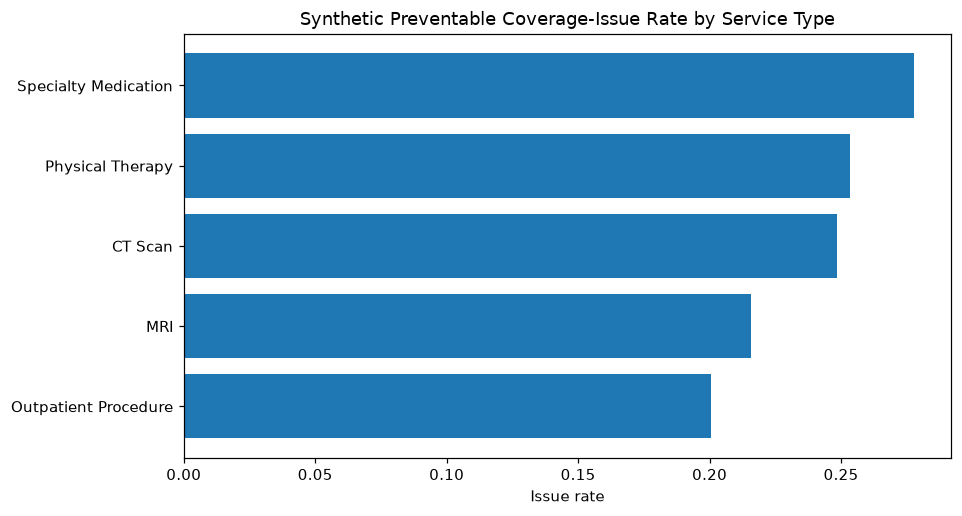 Synthetic Preventable Coverage-Issue Rate by Service Type
Specialty Medication
Physical Therapy
CT Scan
MRI
Outpatient Procedure
0.00 0.05 0.10 0.15 0.20 0.25
Issue rate